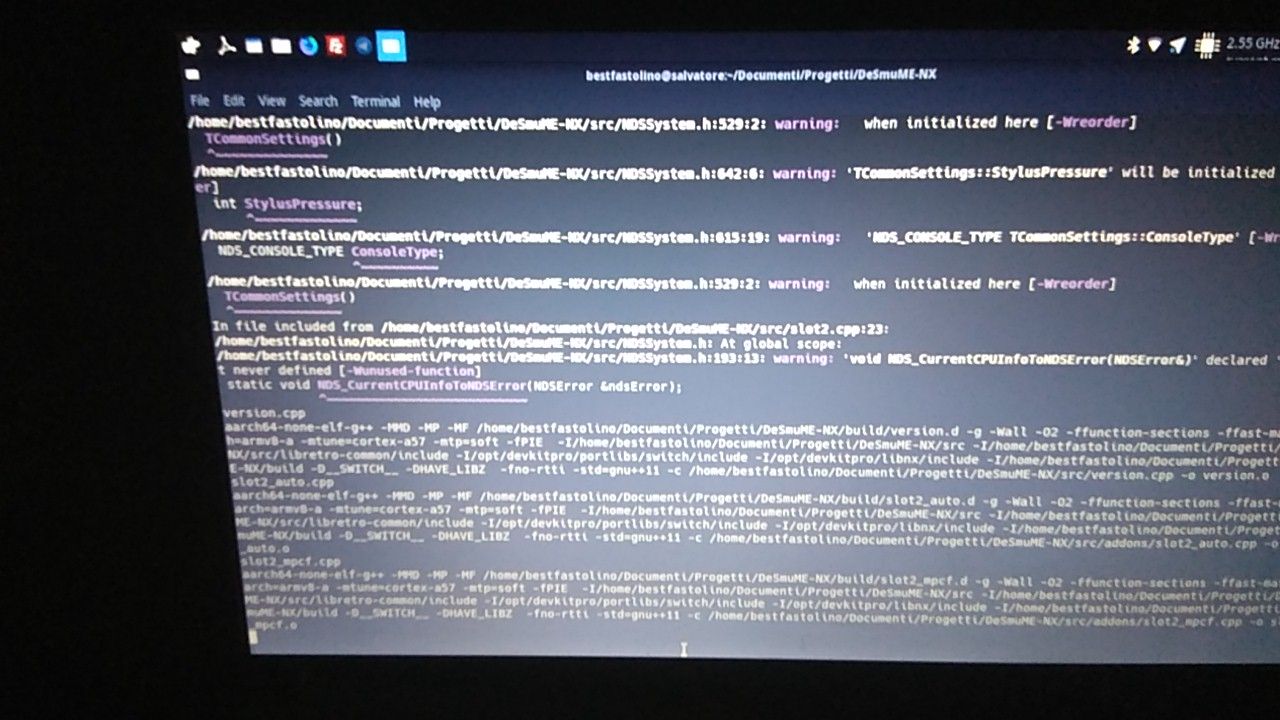 2.55 GHz
bestfastolino@salvatore:~/Documenti/Progetti/DeSmuME-NX
File Edit View Search Terminal Help
/home/bestfastolino/Documenti/Progetti/DeSmuME-NX/src/NDSSystem.h:529:2: warning:   when initialized here [-Wreorder]
TCommonSettings()
^~~~~~~~~~~~~~~
/home/bestfastolino/Documenti/Progetti/DeSmuME-NX/src/NDSSystem.h:642:6: warning: 'TCommonSettings::StylusPressure' will be initialized
er]
int StylusPressure;
^~~~~~~~~~~~~~
/home/bestfastolino/Documenti/Progetti/DeSmuME-NX/src/NDSSystem.h:615:19: warning:   'NDS_CONSOLE_TYPE TCommonSettings::ConsoleType' [-Wr
NDS_CONSOLE_TYPE ConsoleType;
^~~~~~~~~~~
/home/bestfastolino/Documenti/Progetti/DeSmuME-NX/src/NDSSystem.h:529:2: warning:   when initialized here [-Wreorder]
TCommonSettings()
^~~~~~~~~~~~~~~
In file included from /home/bestfastolino/Documenti/Progetti/DeSmuME-NX/src/slot2.cpp:23:
/home/bestfastolino/Documenti/Progetti/DeSmuME-NX/src/NDSSystem.h: At global scope:
/home/bestfastolino/Documenti/Progetti/DeSmuME-NX/src/NDSSystem.h:193:13: warning: 'void NDS_CurrentCPUInfoToNDSError(NDSError&)' declared
t never defined [-Wunused-function]
static void NDS_CurrentCPUInfoToNDSError(NDSError &ndsError);
^~~~~~~~~~~~~~~~~~~~~~~~~~~~
version.cpp
aarch64-none-elf-g++ -MMD -MP -MF /home/bestfastolino/Documenti/Progetti/DeSmuME-NX/build/version.d -g -Wall -O2 -ffunction-sections -ffast-ma
h=armv8-a -mtune=cortex-a57 -mtp=soft -fPIE  -I/home/bestfastolino/Documenti/Progetti/DeSmuME-NX/src -I/home/bestfastolino/Documenti/Progetti
NX/src/libretro-common/include -I/opt/devkitpro/portlibs/switch/include -I/opt/devkitpro/libnx/include -I/home/bestfastolino/Documenti/Progett
E-NX/build -D__SWITCH__ -DHAVE_LIBZ  -fno-rtti -std=gnu++11 -c /home/bestfastolino/Documenti/Progetti/DeSmuME-NX/src/version.cpp -o version.o
slot2_auto.cpp
aarch64-none-elf-g++ -MMD -MP -MF /home/bestfastolino/Documenti/Progetti/DeSmuME-NX/build/slot2_auto.d -g -Wall -O2 -ffunction-sections -ffast-
arch=armv8-a -mtune=cortex-a57 -mtp=soft -fPIE  -I/home/bestfastolino/Documenti/Progetti/DeSmuME-NX/src -I/home/bestfastolino/Documenti/Proget
ME-NX/src/libretro-common/include -I/opt/devkitpro/portlibs/switch/include -I/opt/devkitpro/libnx/include -I/home/bestfastolino/Documenti/Prog
muME-NX/build -D__SWITCH__ -DHAVE_LIBZ  -fno-rtti -std=gnu++11 -c /home/bestfastolino/Documenti/Progetti/DeSmuME-NX/src/addons/slot2_auto.cpp -o
_auto.o
slot2_mpcf.cpp
aarch64-none-elf-g++ -MMD -MP -MF /home/bestfastolino/Documenti/Progetti/DeSmuME-NX/build/slot2_mpcf.d -g -Wall -O2 -ffunction-sections -ffast-ma
arch=armv8-a -mtune=cortex-a57 -mtp=soft -fPIE  -I/home/bestfastolino/Documenti/Progetti/DeSmuME-NX/src -I/home/bestfastolino/Documenti/Progetti/D
ME-NX/src/libretro-common/include -I/opt/devkitpro/portlibs/switch/include -I/opt/devkitpro/libnx/include -I/home/bestfastolino/Documenti/Progetti
muME-NX/build -D__SWITCH__ -DHAVE_LIBZ  -fno-rtti -std=gnu++11 -c /home/bestfastolino/Documenti/Progetti/DeSmuME-NX/src/addons/slot2_mpcf.cpp -o s
_mpcf.o